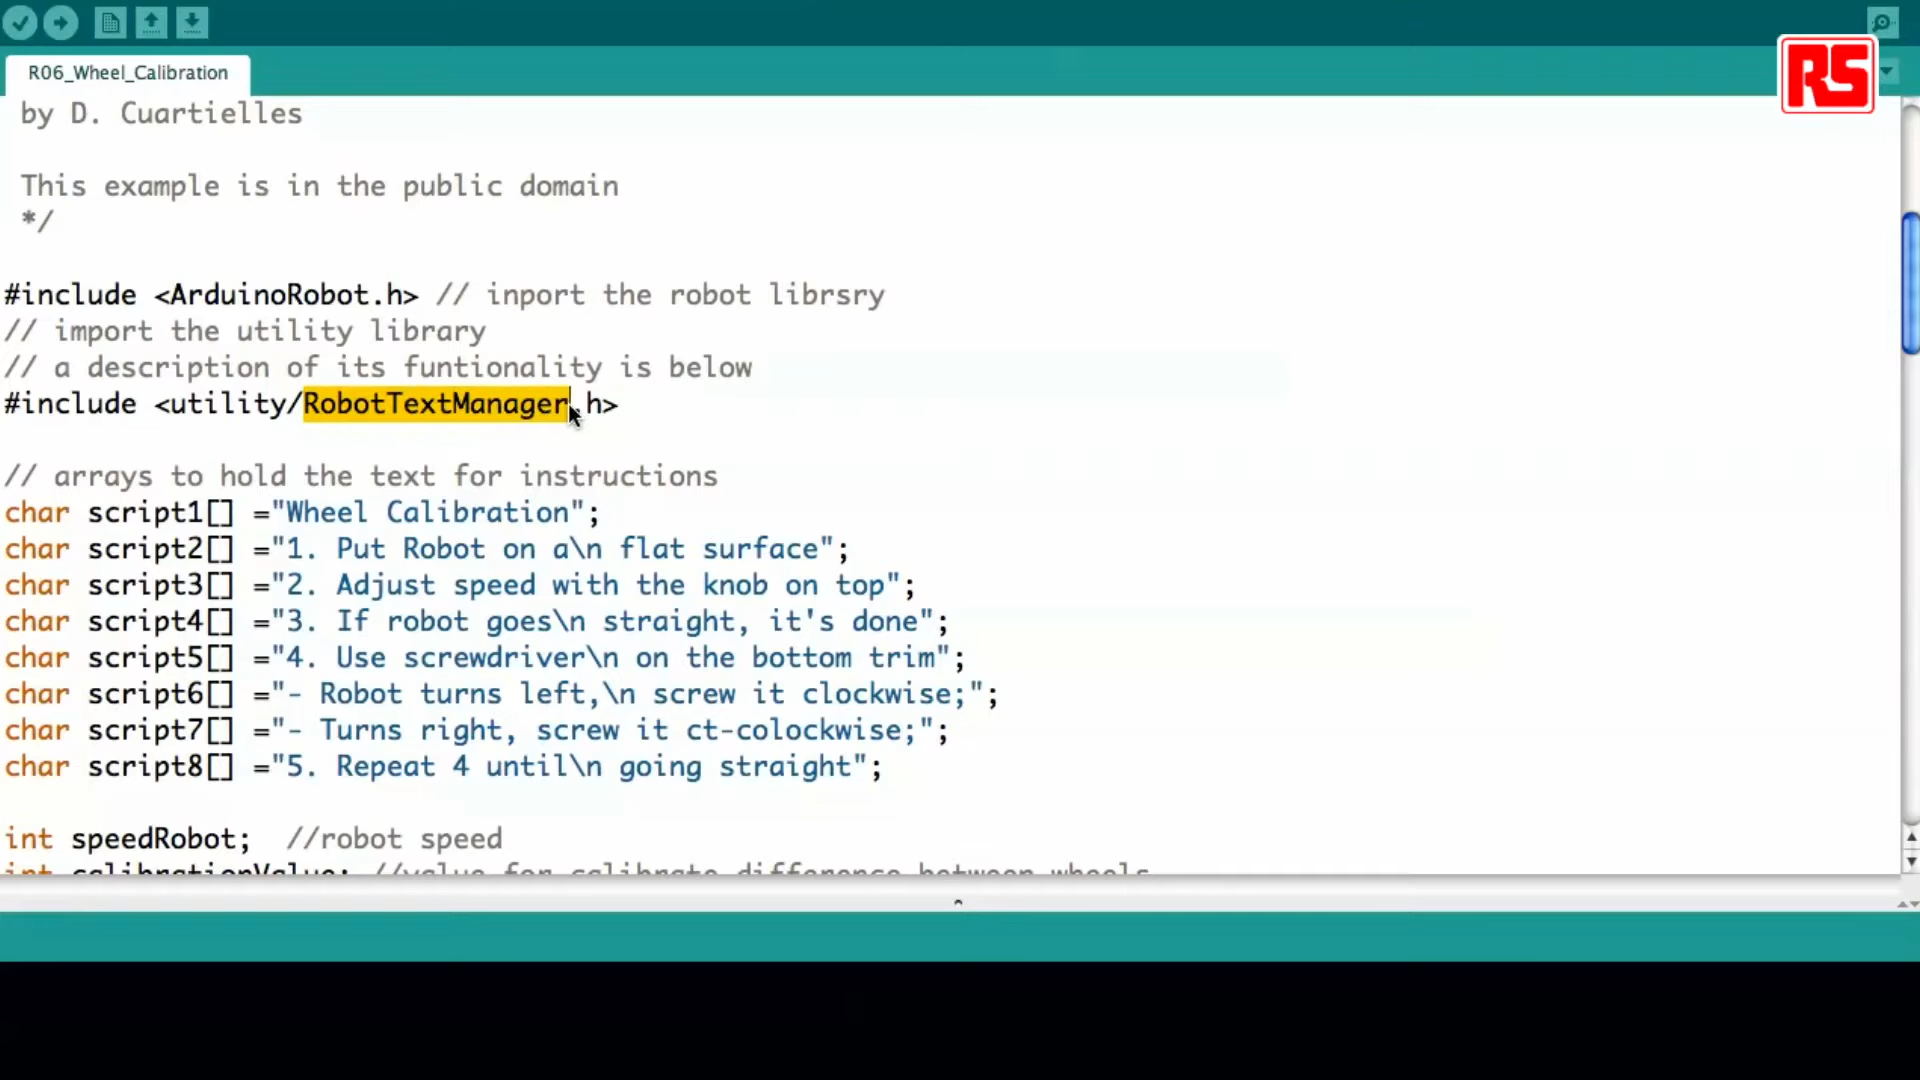 RS
R06_Wheel_Calibration
by D. Cuartielles
This example is in the public domain
*/
#include <ArduinoRobot.h> // inport the robot librsry
// import the utility library
// a description of its funtionality is below
#include <utility/RobotTextManager.h>
// arrays to hold the text for instructions
char script1[] ="Wheel Calibration";
char script2[] ="1. Put Robot on a\n flat surface";
char script3[] ="2. Adjust speed with the knob on top";
char script4[] ="3. If robot goes\n straight, it's done";
char script5[] ="4. Use screwdriver\n on the bottom trim";
char script6[] ="- Robot turns left,\n screw it clockwise;";
char script7[] ="- Turns right, screw it ct-colockwise;";
char script8[] ="5. Repeat 4 until\n going straight";
int speedRobot;  //robot speed
int calibrationValue; //value for calibrate difference between wheels